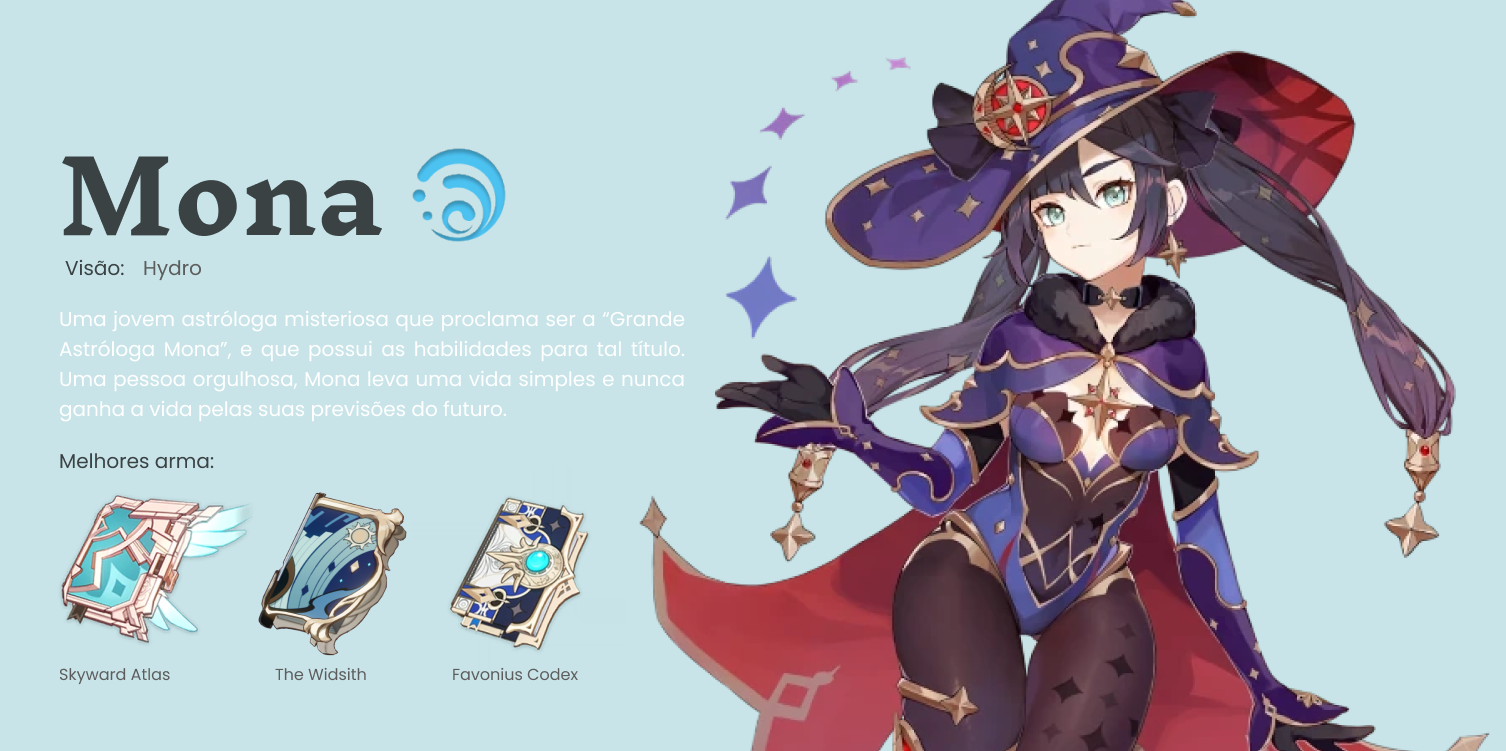 Mona
Visão: Hydro
Uma jovem astróloga misteriosa que proclama ser a “Grande
Astróloga Mona”, e que possui as habilidades para tal título.
Uma pessoa orgulhosa, Mona leva uma vida simples e nunca
ganha a vida pelas suas previsões do futuro.
Melhores arma:
Skyward Atlas
The Widsith
Favonius Codex